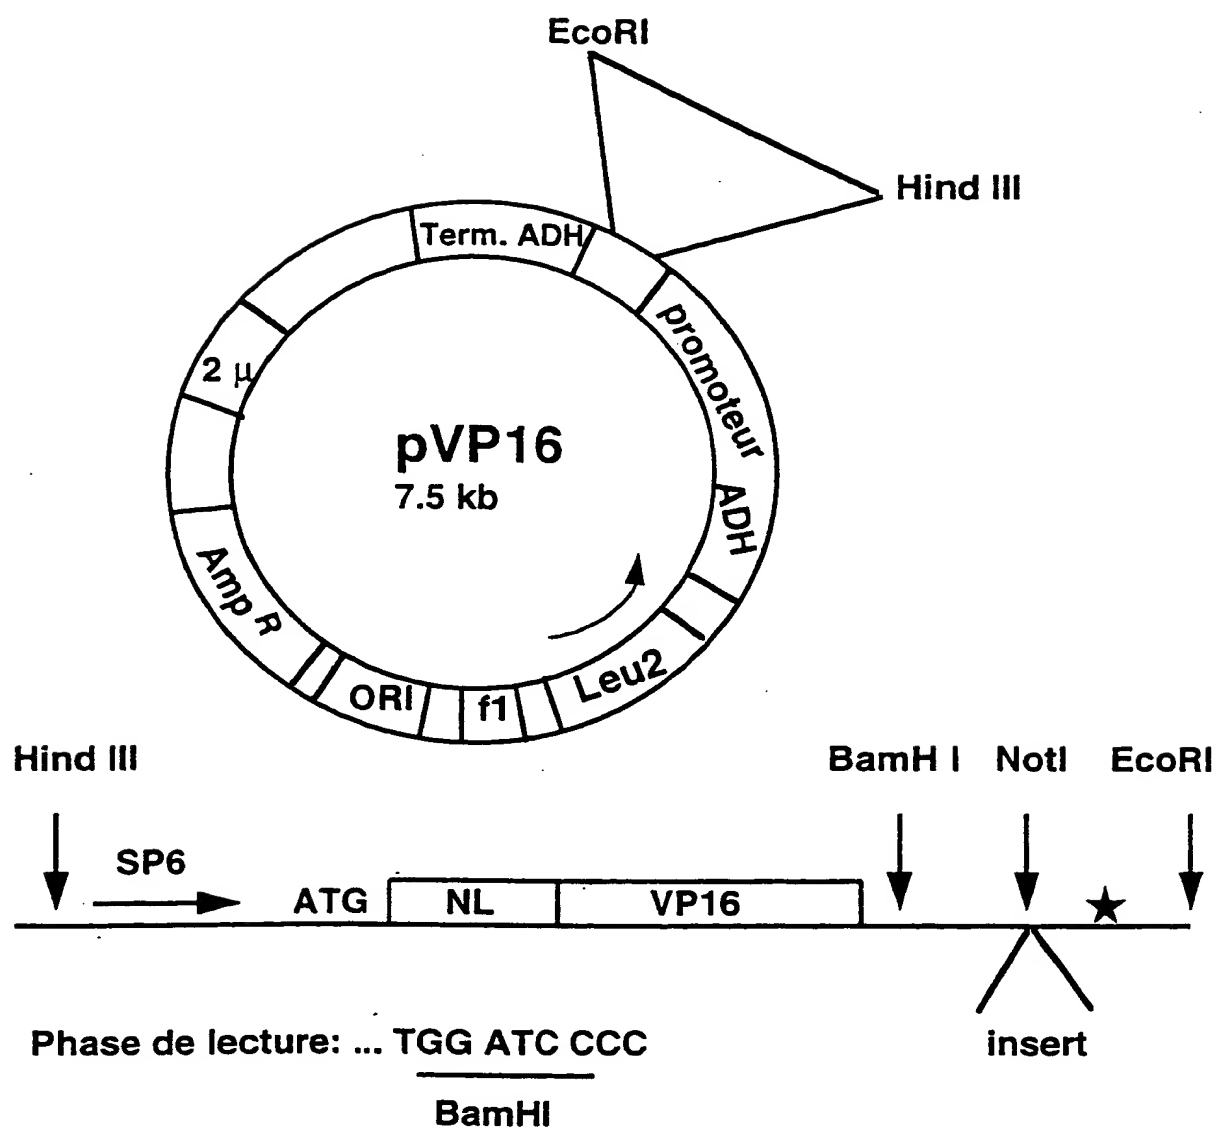 EcoRI
Hind III
Term. ADH
promoteur ADH
2 µ
pVP16
7.5 kb
Amp R
ORI
f1
Leu2
Hind III
BamH I NotI EcoRI
SP6
ATG NL VP16
insert
Phase de lecture: ... TGG ATC CCC
BamHI